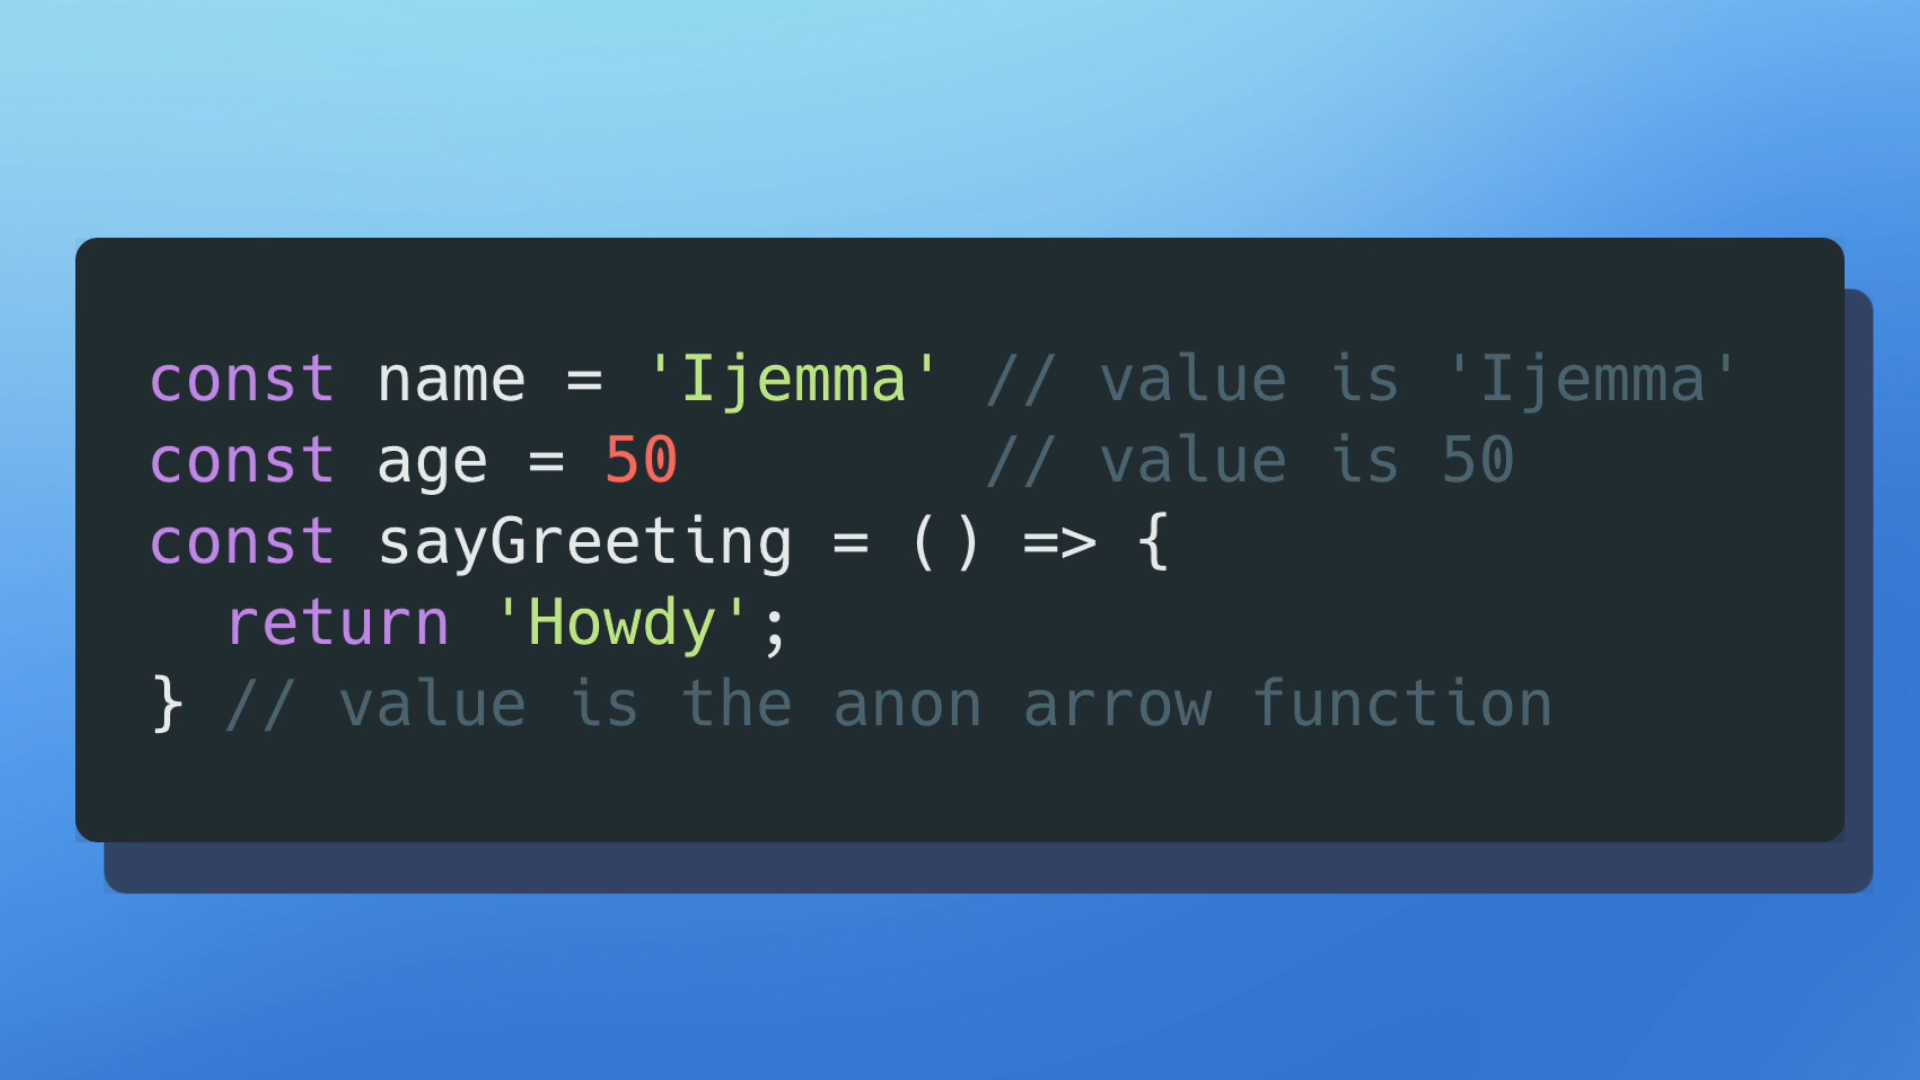 const name = 'Ijemma' // value is 'Ijemma'
const age = 50        // value is 50
const sayGreeting = () => {
  return 'Howdy';
} // value is the anon arrow function